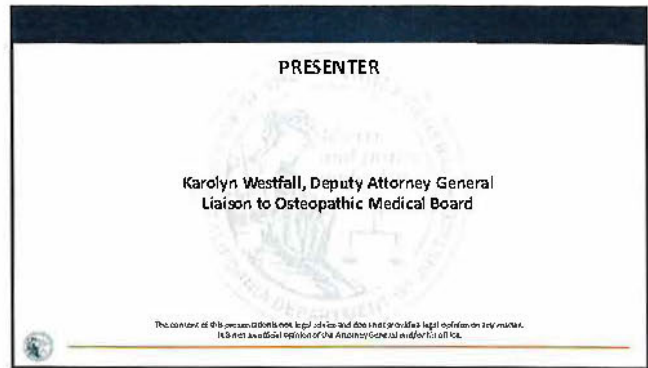 PRESENTER
Karolyn Westfall, Deputy Attorney General
Liaison to Osteopathic Medical Board
The content of this presentation is not legal advice and does not provide a legal opinion on any matter.
It is not an official opinion of the Attorney General and/or his office.